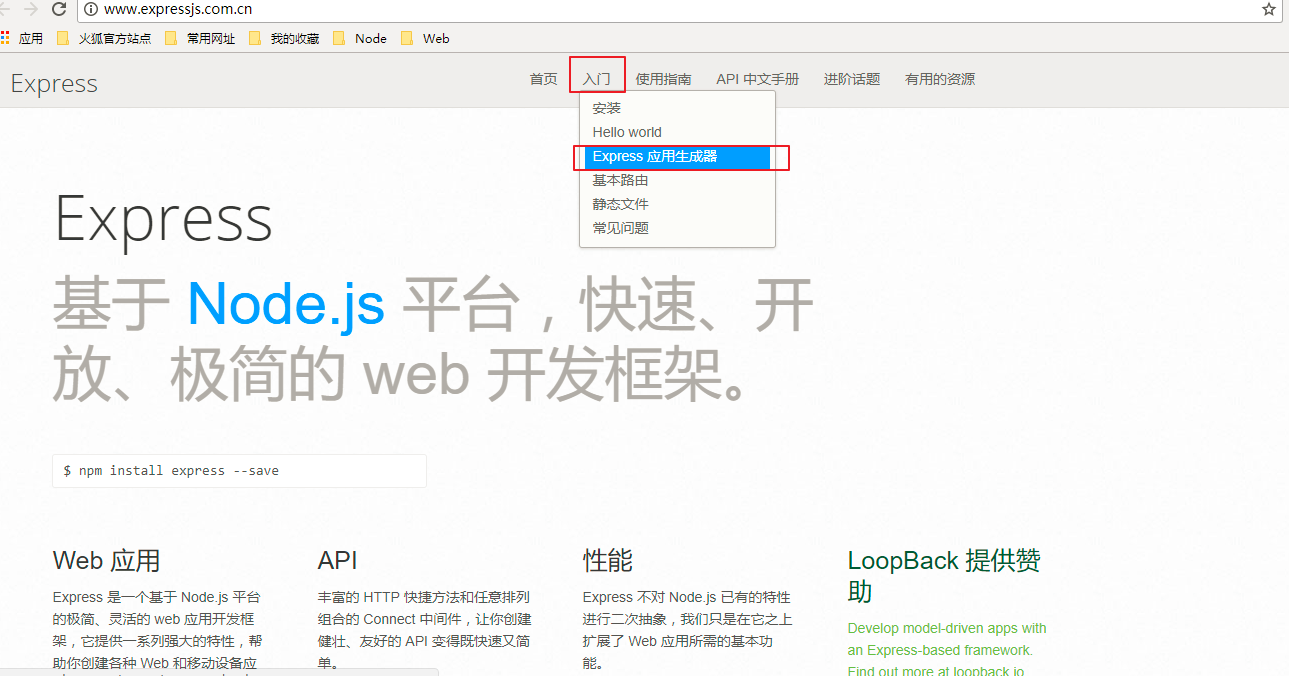 www.expressjs.com.cn
应用 火狐官方站点 常用网址 我的收藏 Node Web
Express 首页 入门 使用指南 API 中文手册 进阶话题 有用的资源
安装
Hello world
Express 应用生成器
基本路由
静态文件
常见问题
Express
基于 Node.js 平台，快速、开
放、极简的 web 开发框架。
$ npm install express --save
Web 应用
Express 是一个基于 Node.js 平台
的极简、灵活的 web 应用开发框
架，它提供一系列强大的特性，帮
助你创建各种 Web 和移动设备应
API
丰富的 HTTP 快捷方法和任意排列
组合的 Connect 中间件，让你创建
健壮、友好的 API 变得既快速又简
单。
性能
Express 不对 Node.js 已有的特性
进行二次抽象，我们只是在它之上
扩展了 Web 应用所需的基本功
能。
LoopBack 提供赞
助
Develop model-driven apps with
an Express-based framework.
Find out more at loopback.io